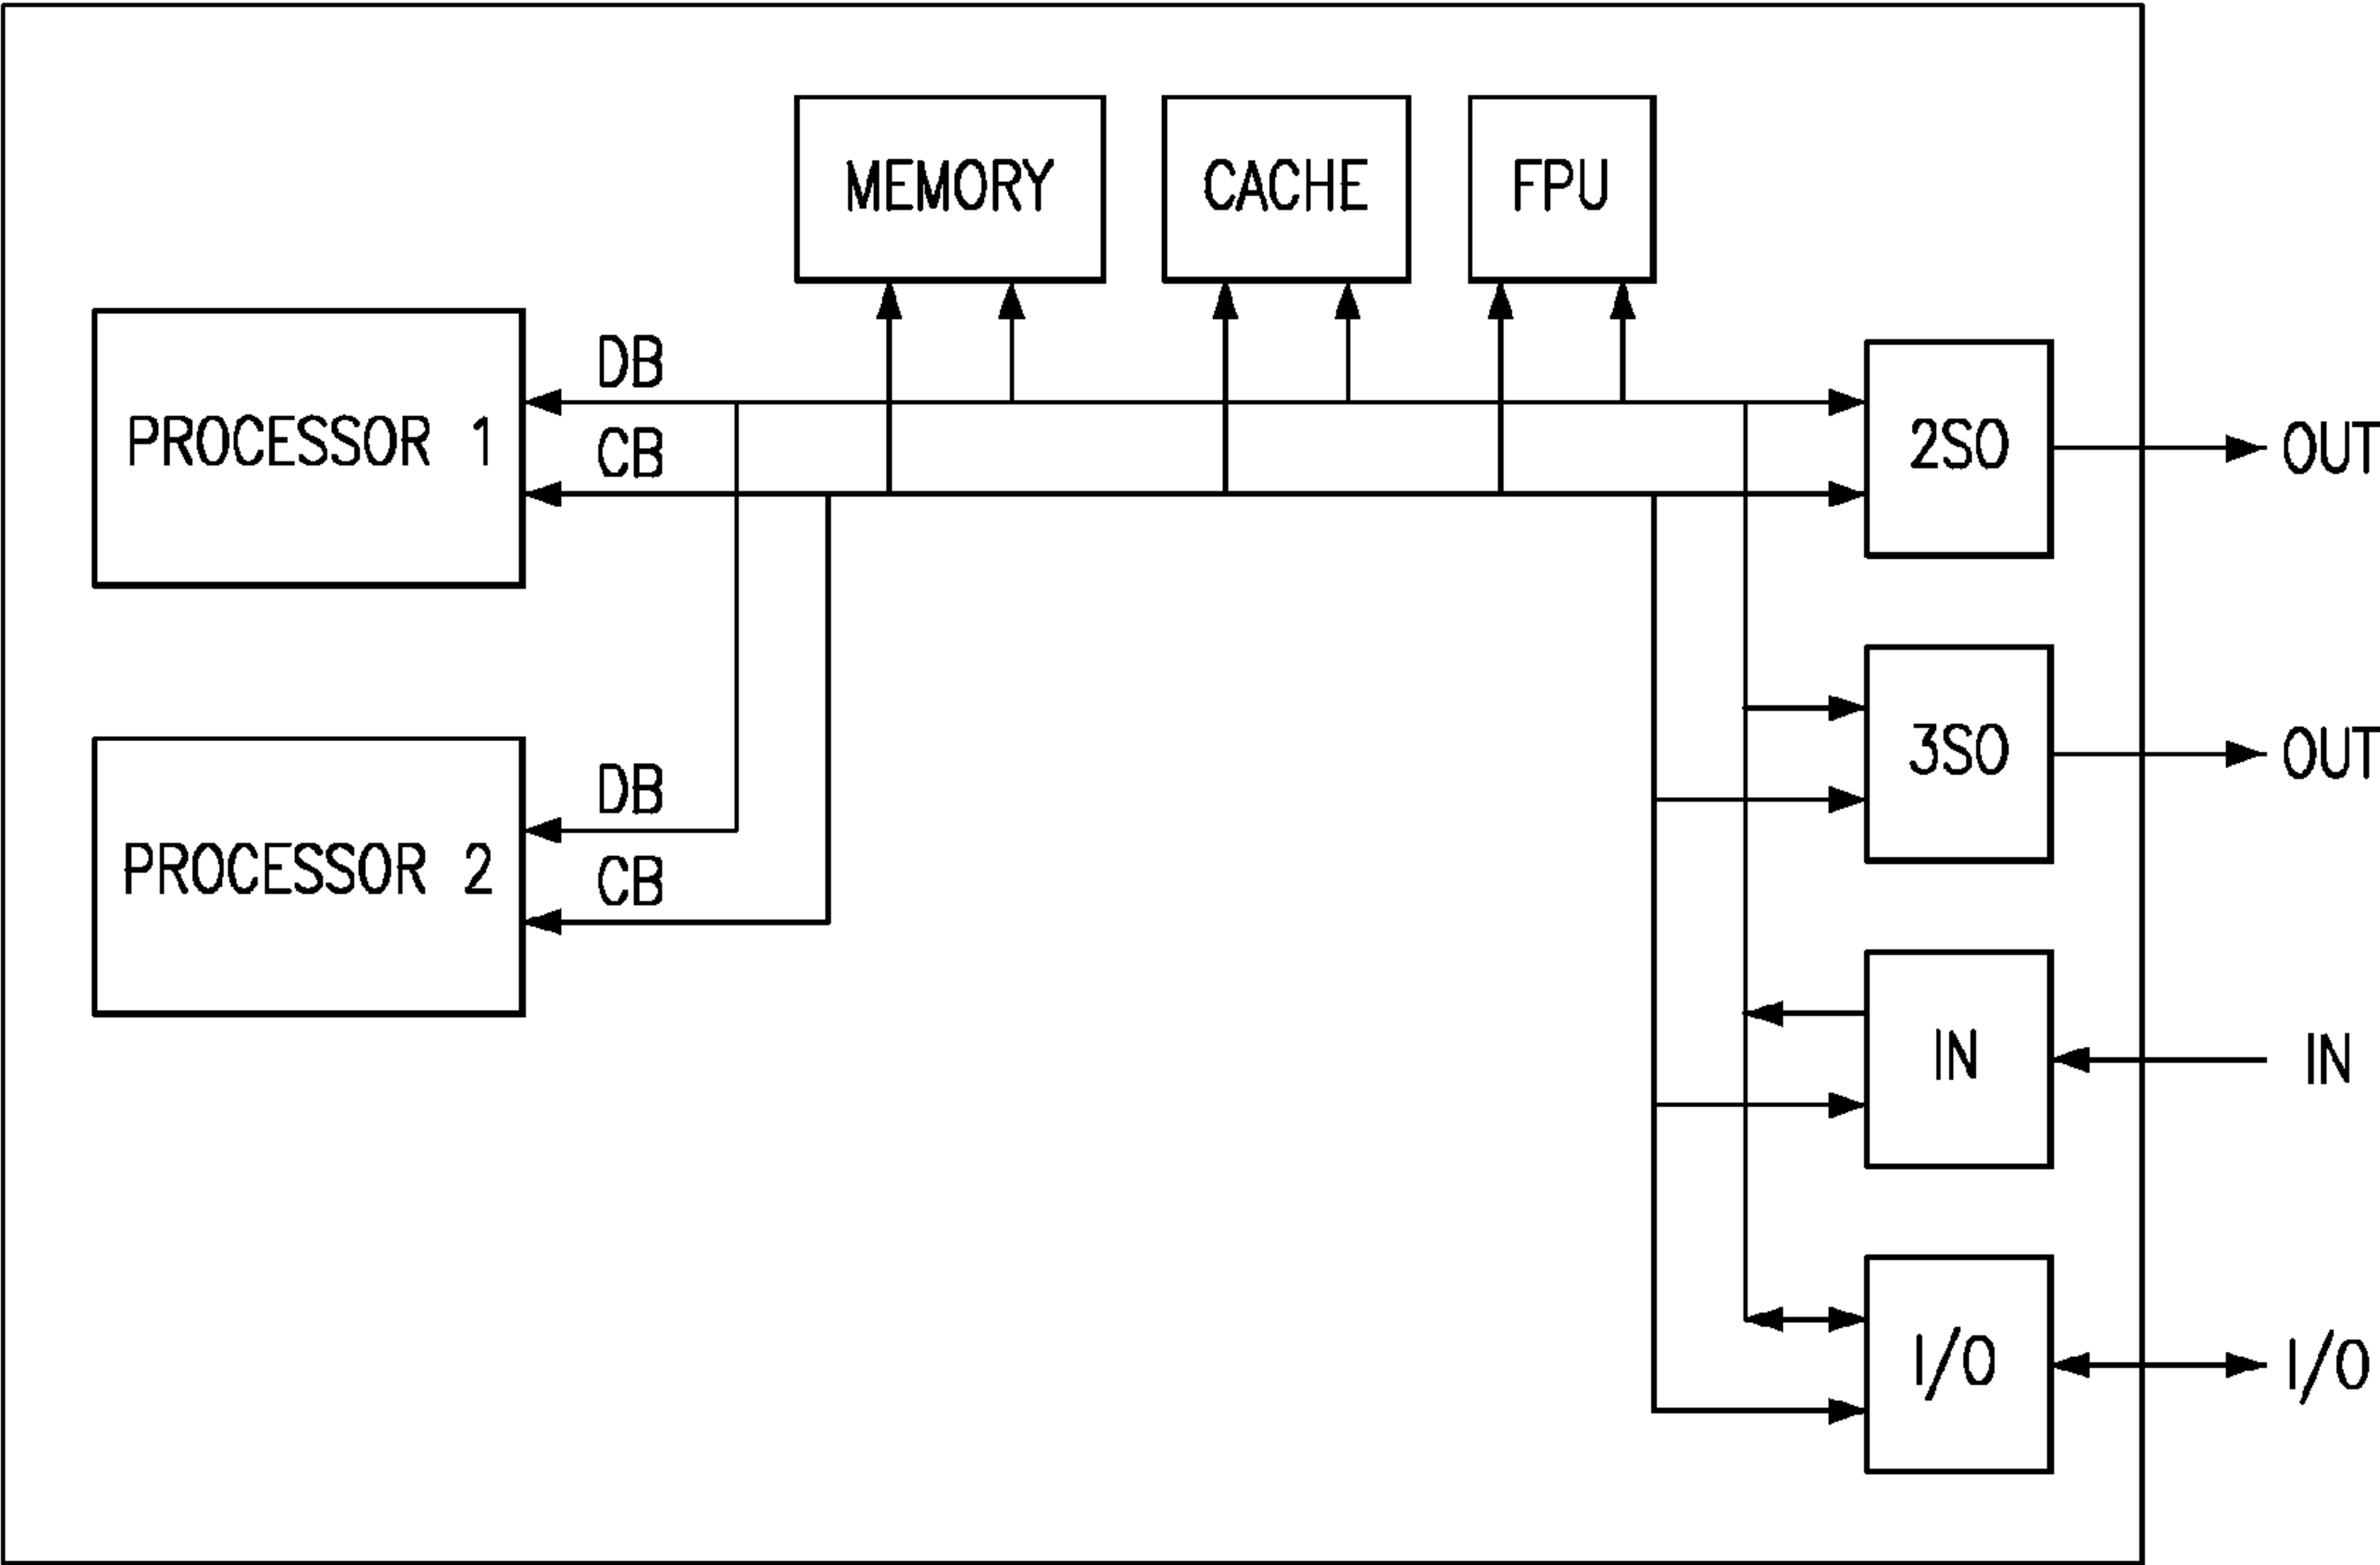 MEMORY
CACHE
FPU
PROCESSOR 1
DB
CB
2SO
OUT
3SO
OUT
PROCESSOR 2
DB
CB
IN
IN
I/O
I/O